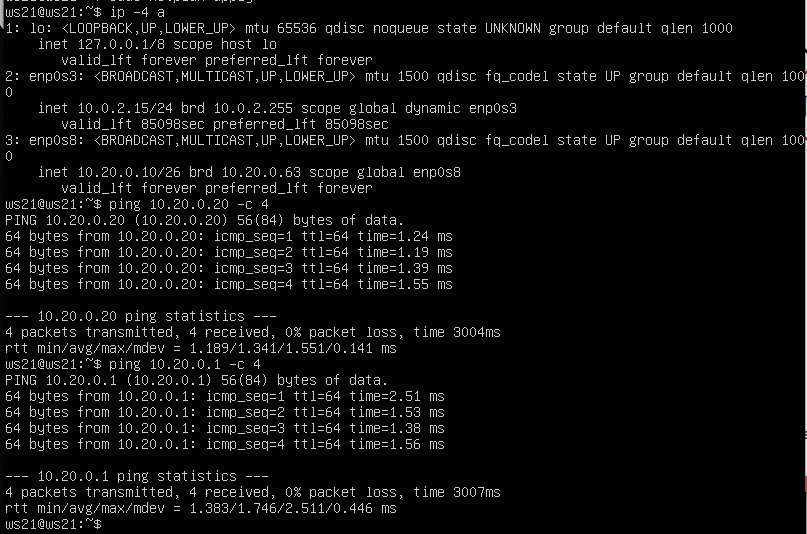 ws21@ws21:~$ ip -4 a
1: lo: <LOOPBACK,UP,LOWER_UP> mtu 65536 qdisc noqueue state UNKNOWN group default qlen 1000
    inet 127.0.0.1/8 scope host lo
       valid_lft forever preferred_lft forever
2: enp0s3: <BROADCAST,MULTICAST,UP,LOWER_UP> mtu 1500 qdisc fq_codel state UP group default qlen 100
0
    inet 10.0.2.15/24 brd 10.0.2.255 scope global dynamic enp0s3
       valid_lft 85098sec preferred_lft 85098sec
3: enp0s8: <BROADCAST,MULTICAST,UP,LOWER_UP> mtu 1500 qdisc fq_codel state UP group default qlen 100
0
    inet 10.20.0.10/26 brd 10.20.0.63 scope global enp0s8
       valid_lft forever preferred_lft forever
ws21@ws21:~$ ping 10.20.0.20 -c 4
PING 10.20.0.20 (10.20.0.20) 56(84) bytes of data.
64 bytes from 10.20.0.20: icmp_seq=1 ttl=64 time=1.24 ms
64 bytes from 10.20.0.20: icmp_seq=2 ttl=64 time=1.19 ms
64 bytes from 10.20.0.20: icmp_seq=3 ttl=64 time=1.39 ms
64 bytes from 10.20.0.20: icmp_seq=4 ttl=64 time=1.55 ms

--- 10.20.0.20 ping statistics ---
4 packets transmitted, 4 received, 0% packet loss, time 3004ms
rtt min/avg/max/mdev = 1.189/1.341/1.551/0.141 ms
ws21@ws21:~$ ping 10.20.0.1 -c 4
PING 10.20.0.1 (10.20.0.1) 56(84) bytes of data.
64 bytes from 10.20.0.1: icmp_seq=1 ttl=64 time=2.51 ms
64 bytes from 10.20.0.1: icmp_seq=2 ttl=64 time=1.53 ms
64 bytes from 10.20.0.1: icmp_seq=3 ttl=64 time=1.38 ms
64 bytes from 10.20.0.1: icmp_seq=4 ttl=64 time=1.56 ms

--- 10.20.0.1 ping statistics ---
4 packets transmitted, 4 received, 0% packet loss, time 3007ms
rtt min/avg/max/mdev = 1.383/1.746/2.511/0.446 ms
ws21@ws21:~$